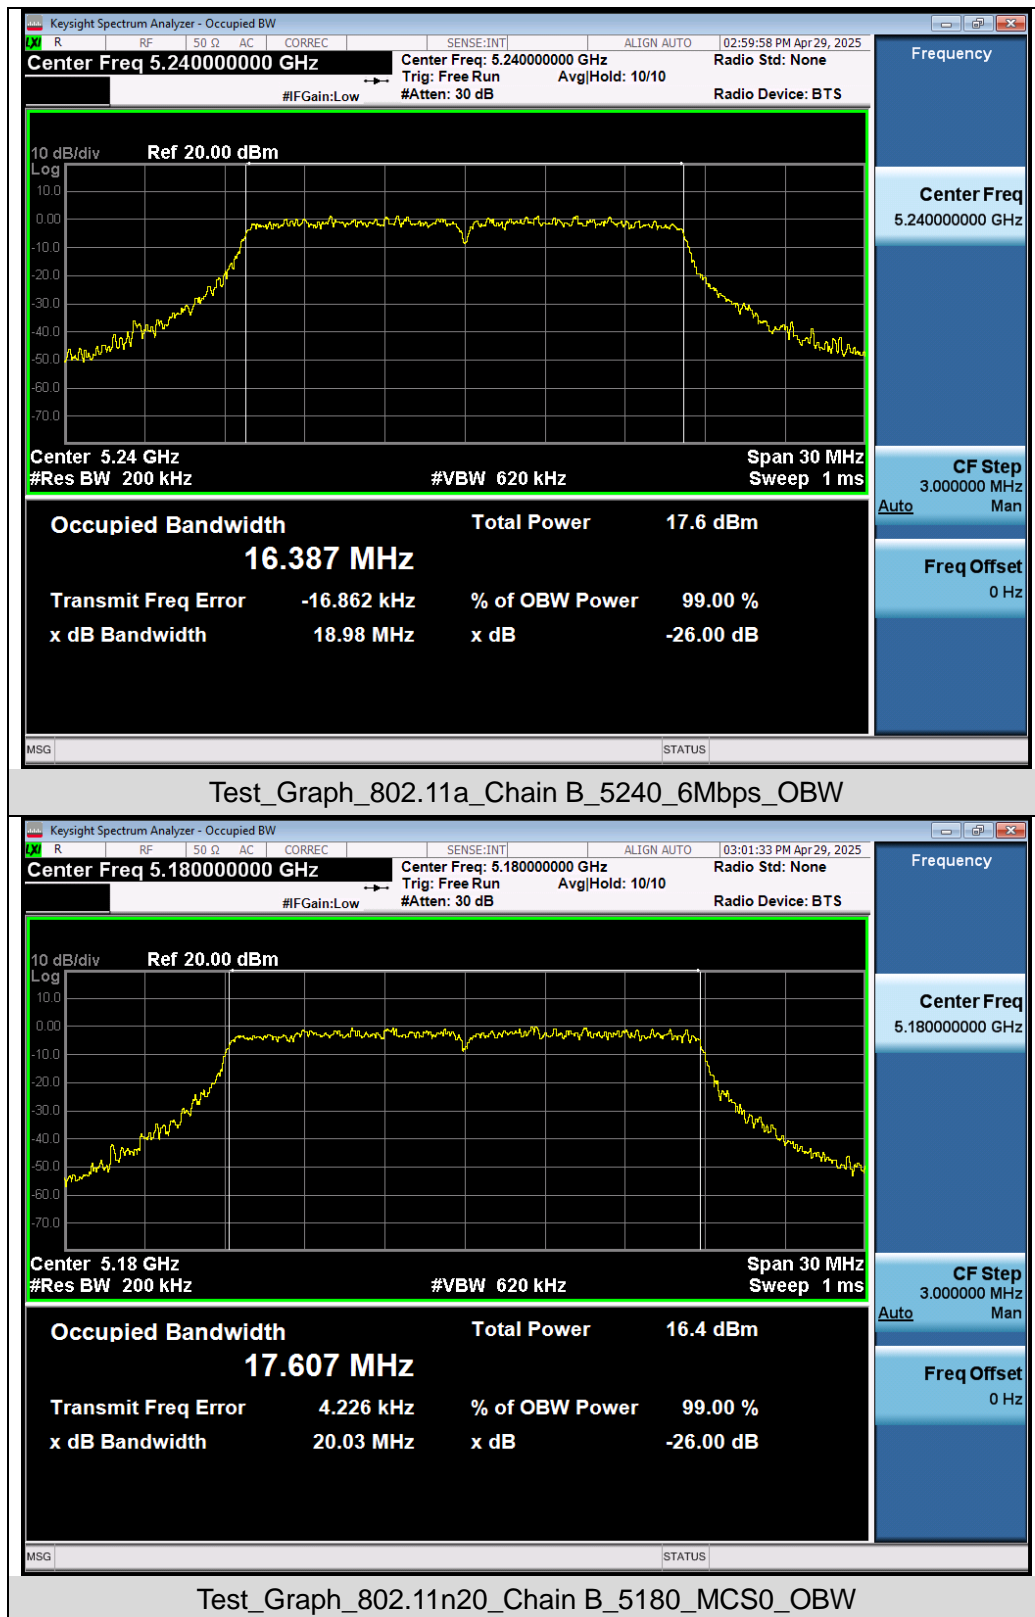 Keysight Spectrum Analyzer - Occupied BW
LXI R RF 50 Ω AC CORREC SENSE:INT ALIGN AUTO 02:59:58 PM Apr 29, 2025
Center Freq 5.240000000 GHz
Center Freq: 5.240000000 GHz Radio Std: None
Trig: Free Run Avg|Hold: 10/10
#IFGain:Low #Atten: 30 dB Radio Device: BTS
Frequency
10 dB/div Ref 20.00 dBm
Log
10.0
0.00
-10.0
-20.0
-30.0
-40.0
-50.0
-60.0
-70.0
Center 5.24 GHz Span 30 MHz
#Res BW 200 kHz #VBW 620 kHz Sweep 1 ms
Center Freq
5.240000000 GHz
CF Step
3.000000 MHz
Auto Man
Freq Offset
0 Hz
Occupied Bandwidth Total Power 17.6 dBm
16.387 MHz
Transmit Freq Error -16.862 kHz % of OBW Power 99.00 %
x dB Bandwidth 18.98 MHz x dB -26.00 dB
MSG STATUS
Test_Graph_802.11a_Chain B_5240_6Mbps_OBW
Keysight Spectrum Analyzer - Occupied BW
LXI R RF 50 Ω AC CORREC SENSE:INT ALIGN AUTO 03:01:33 PM Apr 29, 2025
Center Freq 5.180000000 GHz
Center Freq: 5.180000000 GHz Radio Std: None
Trig: Free Run Avg|Hold: 10/10
#IFGain:Low #Atten: 30 dB Radio Device: BTS
Frequency
10 dB/div Ref 20.00 dBm
Log
10.0
0.00
-10.0
-20.0
-30.0
-40.0
-50.0
-60.0
-70.0
Center 5.18 GHz Span 30 MHz
#Res BW 200 kHz #VBW 620 kHz Sweep 1 ms
Center Freq
5.180000000 GHz
CF Step
3.000000 MHz
Auto Man
Freq Offset
0 Hz
Occupied Bandwidth Total Power 16.4 dBm
17.607 MHz
Transmit Freq Error 4.226 kHz % of OBW Power 99.00 %
x dB Bandwidth 20.03 MHz x dB -26.00 dB
MSG STATUS
Test_Graph_802.11n20_Chain B_5180_MCS0_OBW